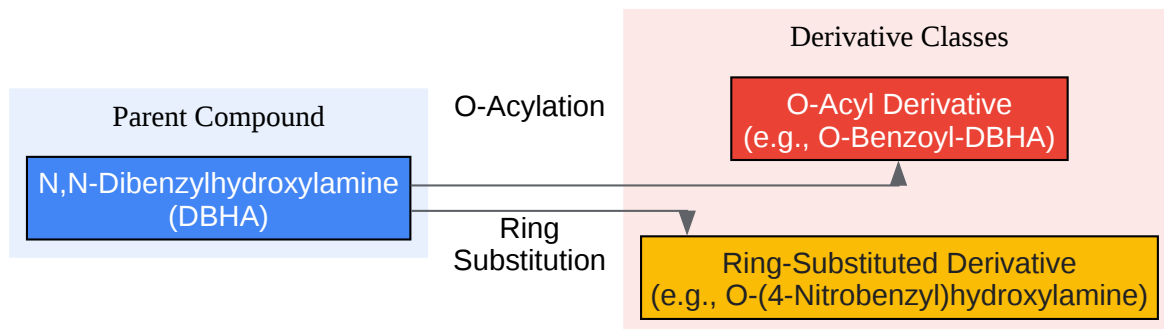 Derivative Classes
Parent Compound
O-Acylation
O-Acyl Derivative
(e.g., O-Benzoyl-DBHA)
N,N-Dibenzylhydroxylamine
(DBHA)
Ring
Substitution
Ring-Substituted Derivative
(e.g., O-(4-Nitrobenzyl)hydroxylamine)